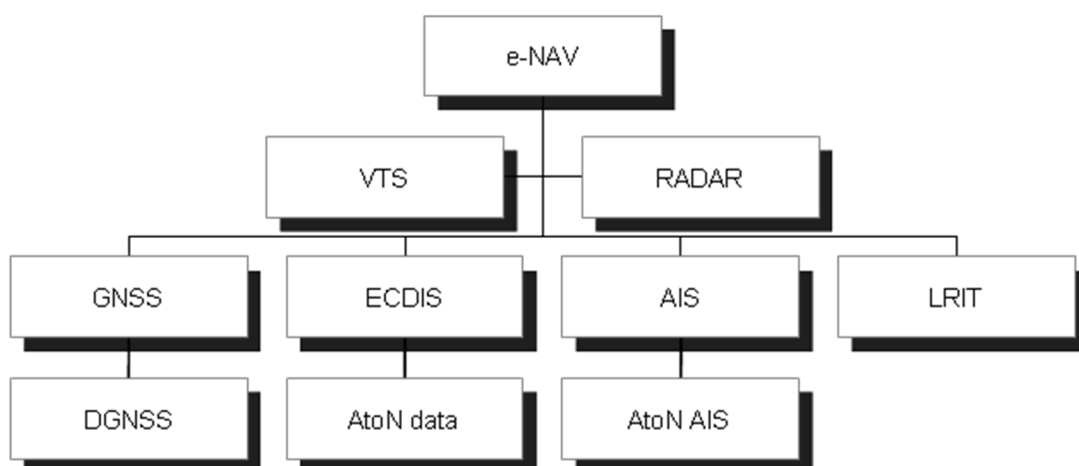 e-NAV
VTS
RADAR
GNSS
ECDIS
AIS
LRIT
DGNSS
AtoN data
AtoN AIS